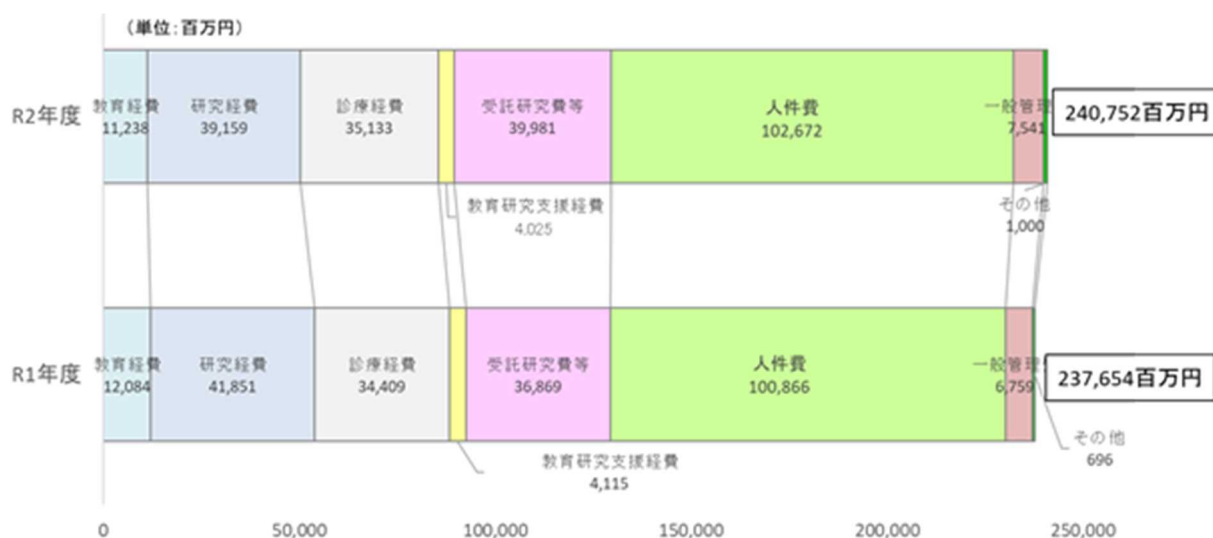 （単位：百万円）
R2年度
教育経費
11,238
研究経費
39,159
診療経費
35,133
受託研究費等
39,981
人件費
102,672
一般管理
7,541
240,752百万円
教育研究支援経費
4,025
その他
1,000
R1年度
教育経費
12,084
研究経費
41,851
診療経費
34,409
受託研究費等
36,869
人件費
100,866
一般管理
6,759
237,654百万円
その他
696
教育研究支援経費
4,115
0 50,000 100,000 150,000 200,000 250,000